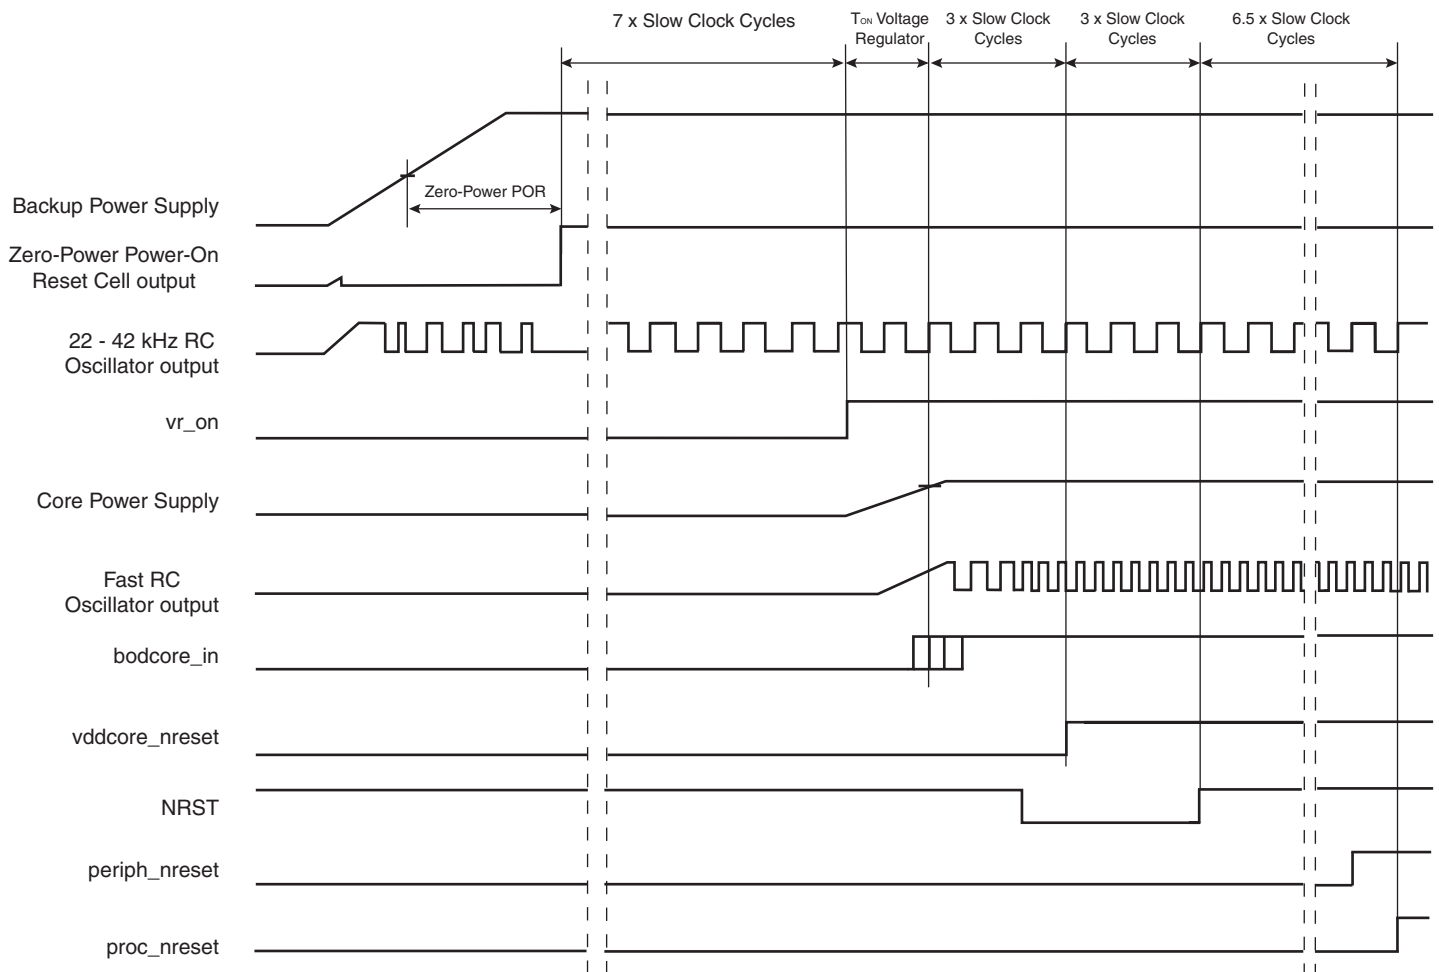 7 x Slow Clock Cycles
TON Voltage
Regulator
3 x Slow Clock
Cycles
3 x Slow Clock
Cycles
6.5 x Slow Clock
Cycles
Zero-Power POR
Backup Power Supply
Zero-Power Power-On
Reset Cell output
22 - 42 kHz RC
Oscillator output
vr_on
Core Power Supply
Fast RC
Oscillator output
bodcore_in
vddcore_nreset
NRST
periph_nreset
proc_nreset